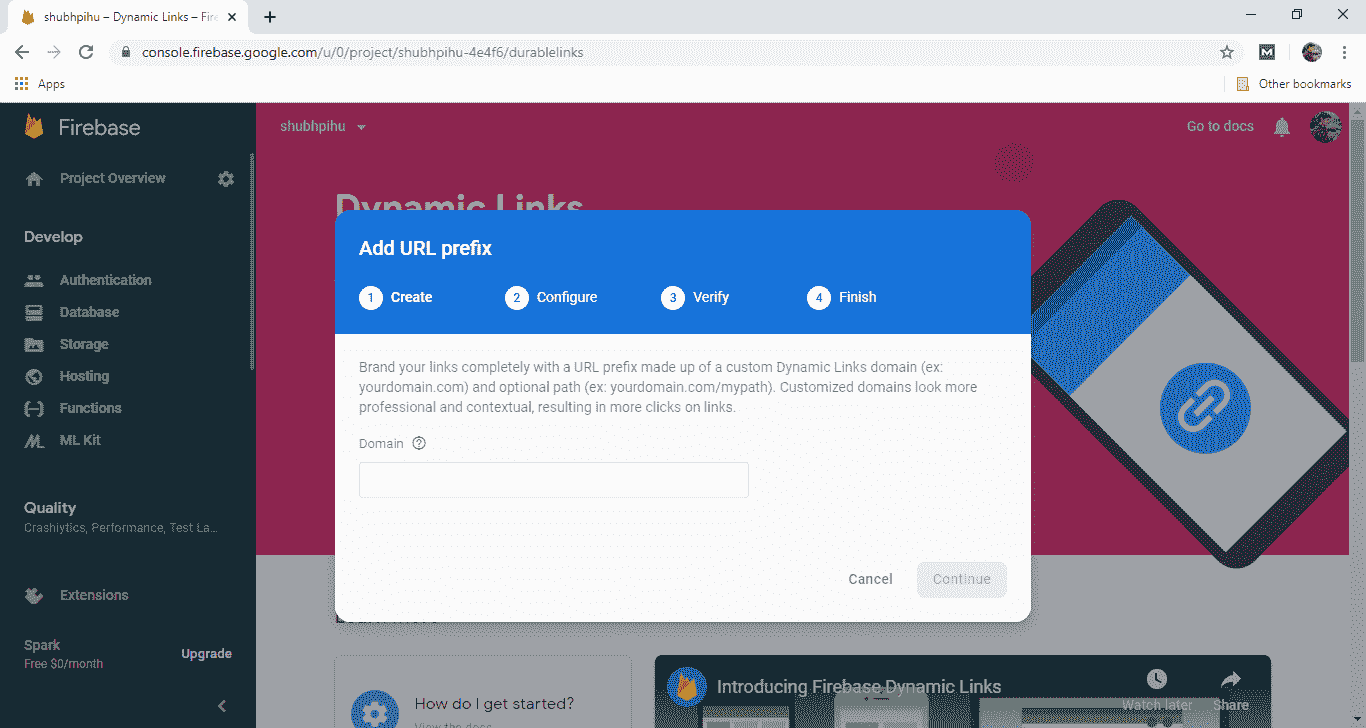 shubhpihu – Dynamic Links – Fire
console.firebase.google.com/u/0/project/shubhpihu-4e4f6/durablelinks
Apps
Other bookmarks
Firebase
shubhpihu
Go to docs
Project Overview
Dynamic Links
Develop
Authentication
Database
Storage
Hosting
Functions
ML Kit
Quality
Crashlytics, Performance, Test La...
Extensions
Spark
Free $0/month
Upgrade
Add URL prefix
1 Create
2 Configure
3 Verify
4 Finish
Brand your links completely with a URL prefix made up of a custom Dynamic Links domain (ex:
yourdomain.com) and optional path (ex: yourdomain.com/mypath). Customized domains look more
professional and contextual, resulting in more clicks on links.
Domain
Cancel
Continue
How do I get started?
View the docs
Introducing Firebase Dynamic Links
Watch later
Share